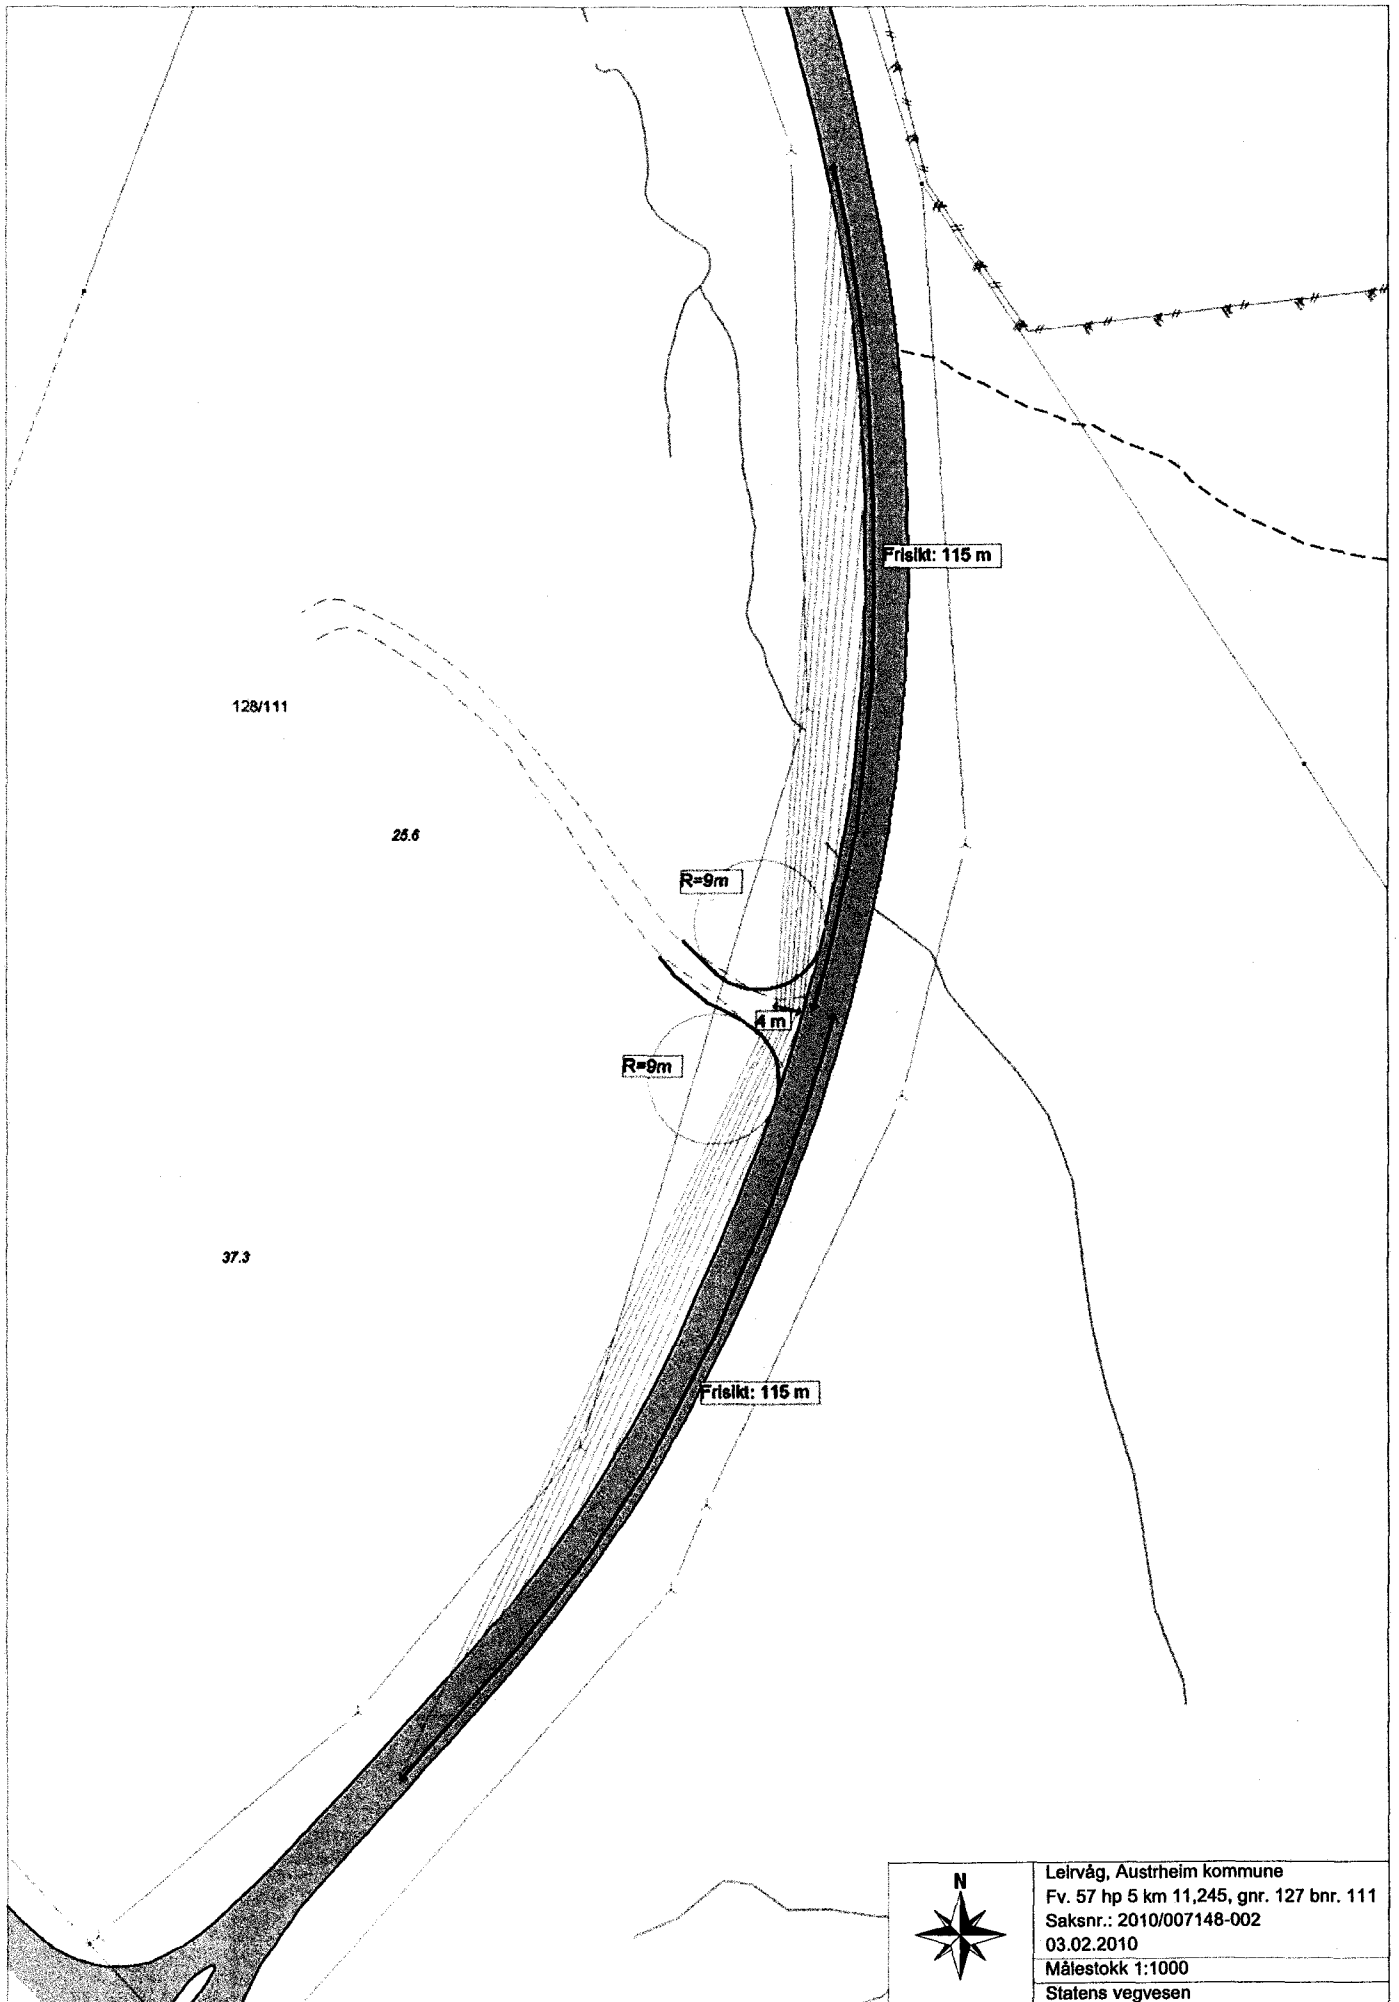 Frisikt: 115 m
128/111
25.6
R=9m
4 m
R=9m
37.3
Frisikt: 115 m
N
Leirvåg, Austrheim kommune
Fv. 57 hp 5 km 11,245, gnr. 127 bnr. 111
Saksnr.: 2010/007148-002
03.02.2010
Målestokk 1:1000
Statens vegvesen